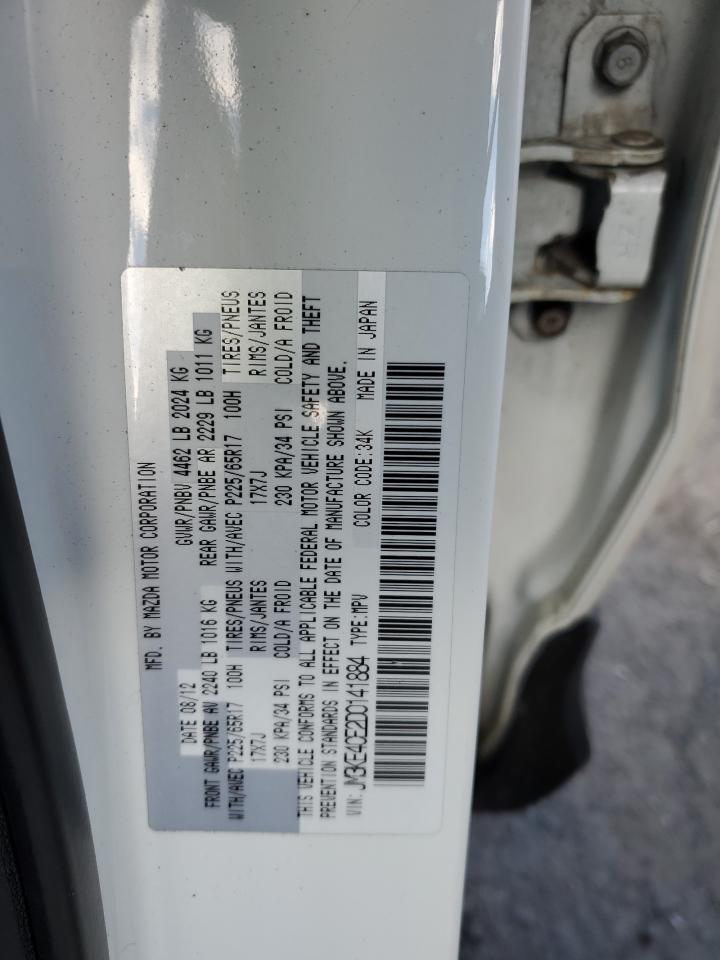 MFD. BY MAZDA MOTOR CORPORATION
DATE 08/12 GVWR/PNBV 4462 LB 2024 KG
FRONT GAWR/PNBE AV 2240 LB 1016 KG REAR GAWR/PNBE AR 2229 LB 1011 KG
WITH/AVEC P225/65R17 100H TIRES/PNEUS WITH/AVEC P225/65R17 100H TIRES/PNEUS
17X7J RIMS/JANTES 17X7J RIMS/JANTES
230 KPA/34 PSI COLD/A FROID 230 KPA/34 PSI COLD/A FROID
THIS VEHICLE CONFORMS TO ALL APPLICABLE FEDERAL MOTOR VEHICLE SAFETY AND THEFT
PREVENTION STANDARDS IN EFFECT ON THE DATE OF MANUFACTURE SHOWN ABOVE.
VIN: JM3KE4CE2D0141884 TYPE:MPV COLOR CODE:34K MADE IN JAPAN
8